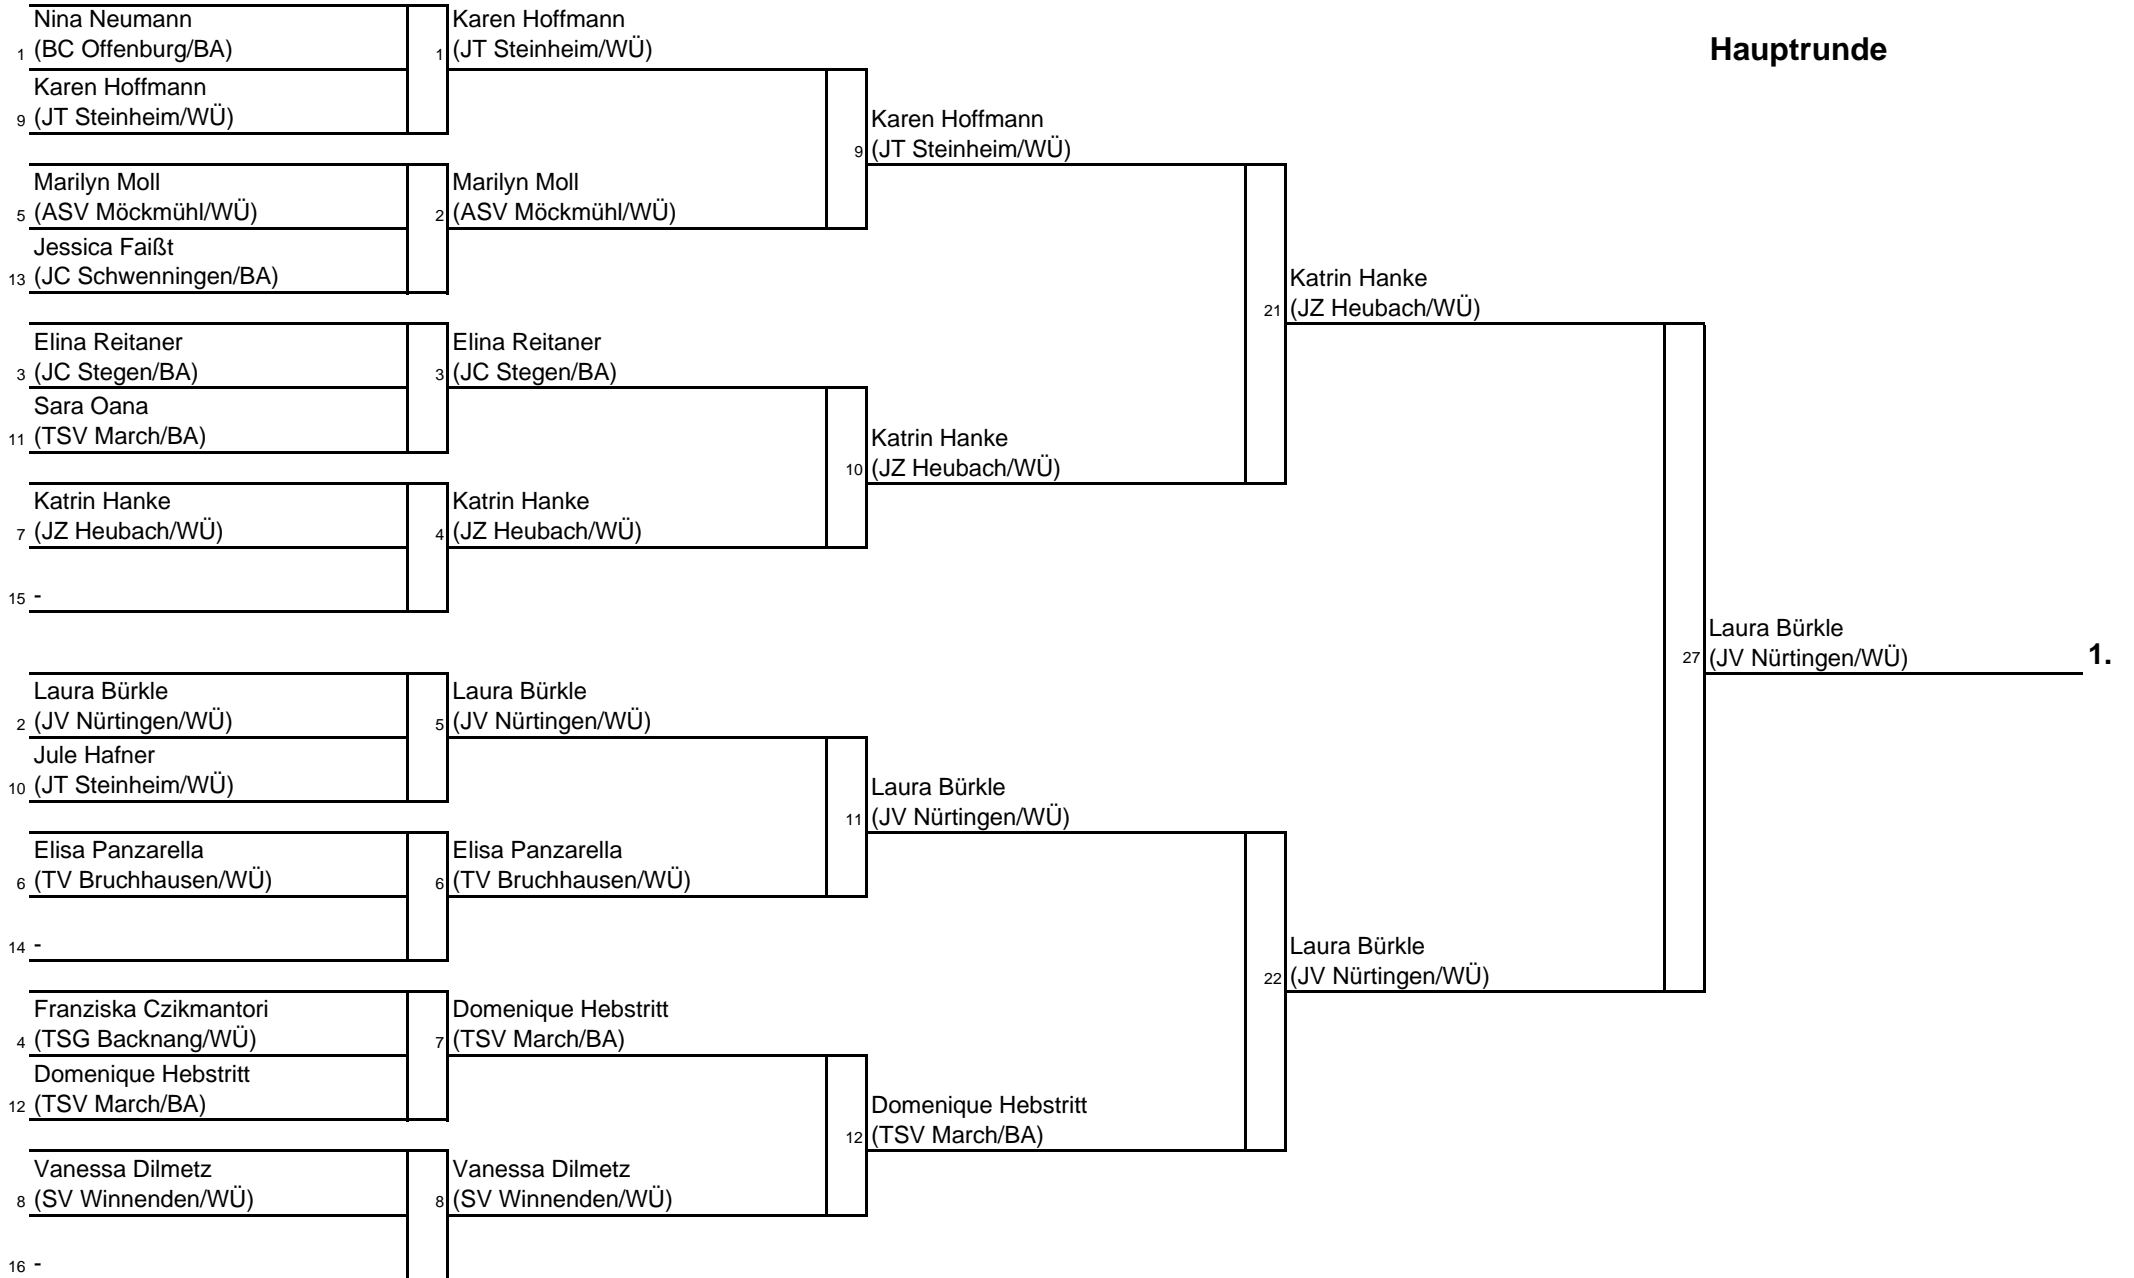 Hauptrunde
Nina Neumann
1 (BC Offenburg/BA)
Karen Hoffmann
9 (JT Steinheim/WÜ)
Marilyn Moll
5 (ASV Möckmühl/WÜ)
Jessica Faißt
13 (JC Schwenningen/BA)
Elina Reitaner
3 (JC Stegen/BA)
Sara Oana
11 (TSV March/BA)
Katrin Hanke
7 (JZ Heubach/WÜ)
15 -
Laura Bürkle
2 (JV Nürtingen/WÜ)
Jule Hafner
10 (JT Steinheim/WÜ)
Elisa Panzarella
6 (TV Bruchhausen/WÜ)
14 -
Franziska Czikmantori
4 (TSG Backnang/WÜ)
Domenique Hebstritt
12 (TSV March/BA)
Vanessa Dilmetz
8 (SV Winnenden/WÜ)
16 -
Karen Hoffmann
1 (JT Steinheim/WÜ)
Marilyn Moll
2 (ASV Möckmühl/WÜ)
Elina Reitaner
3 (JC Stegen/BA)
Katrin Hanke
4 (JZ Heubach/WÜ)
Laura Bürkle
5 (JV Nürtingen/WÜ)
Elisa Panzarella
6 (TV Bruchhausen/WÜ)
Domenique Hebstritt
7 (TSV March/BA)
Vanessa Dilmetz
8 (SV Winnenden/WÜ)
Karen Hoffmann
9 (JT Steinheim/WÜ)
Katrin Hanke
10 (JZ Heubach/WÜ)
Laura Bürkle
11 (JV Nürtingen/WÜ)
Domenique Hebstritt
12 (TSV March/BA)
Katrin Hanke
21 (JZ Heubach/WÜ)
Laura Bürkle
22 (JV Nürtingen/WÜ)
Laura Bürkle
27 (JV Nürtingen/WÜ) 1.